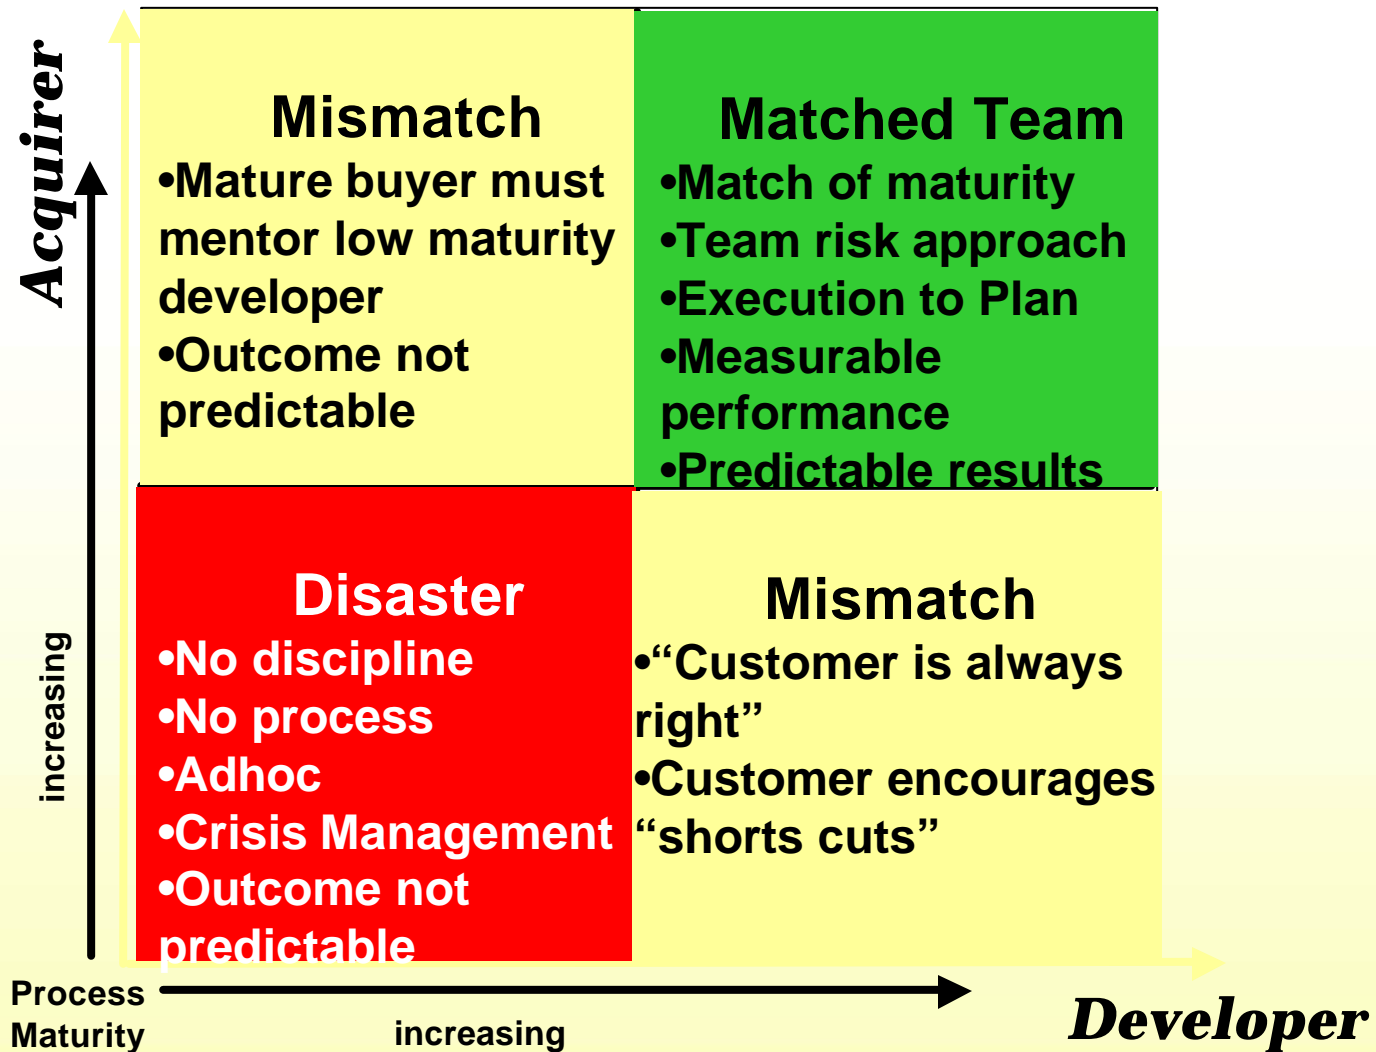 Acquirer
increasing
Mismatch
•Mature buyer must
mentor low maturity
developer
•Outcome not
predictable
Matched Team
•Match of maturity
•Team risk approach
•Execution to Plan
•Measurable
performance
•Predictable results
Disaster
•No discipline
•No process
•Adhoc
•Crisis Management
•Outcome not
predictable
Mismatch
•“Customer is always
right”
•Customer encourages
“shorts cuts”
Process
Maturity
increasing
Developer